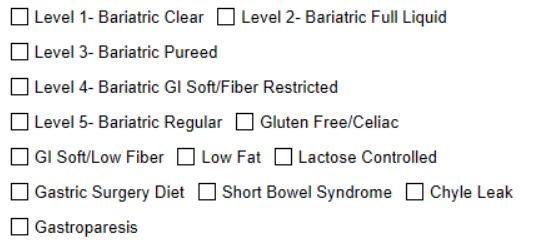 Level 1- Bariatric Clear Level 2- Bariatric Full Liquid
Level 3- Bariatric Pureed
Level 4- Bariatric GI Soft/Fiber Restricted
Level 5- Bariatric Regular Gluten Free/Celiac
GI Soft/Low Fiber Low Fat Lactose Controlled
Gastric Surgery Diet Short Bowel Syndrome Chyle Leak
Gastroparesis